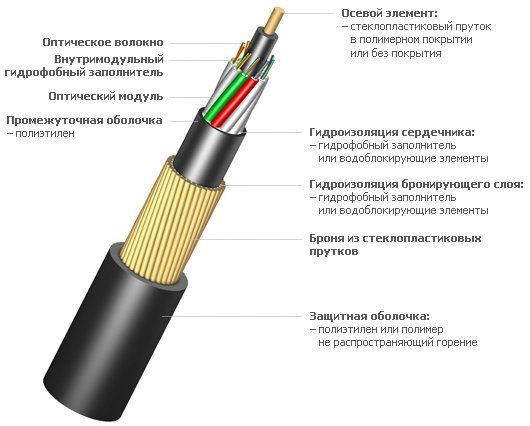 Осевой элемент:
– стеклопластиковый пруток
в полимерном покрытии
или без покрытия
Оптическое волокно
Внутримодульный
гидрофобный заполнитель
Оптический модуль
Промежуточная оболочка
– полиэтилен
Гидроизоляция сердечника:
– гидрофобный заполнитель
или водоблокирующие элементы
Гидроизоляция бронирующего слоя:
– гидрофобный заполнитель
или водоблокирующие элементы
Броня из стеклопластиковых
прутков
Защитная оболочка:
– полиэтилен или полимер
не распространяющий горение